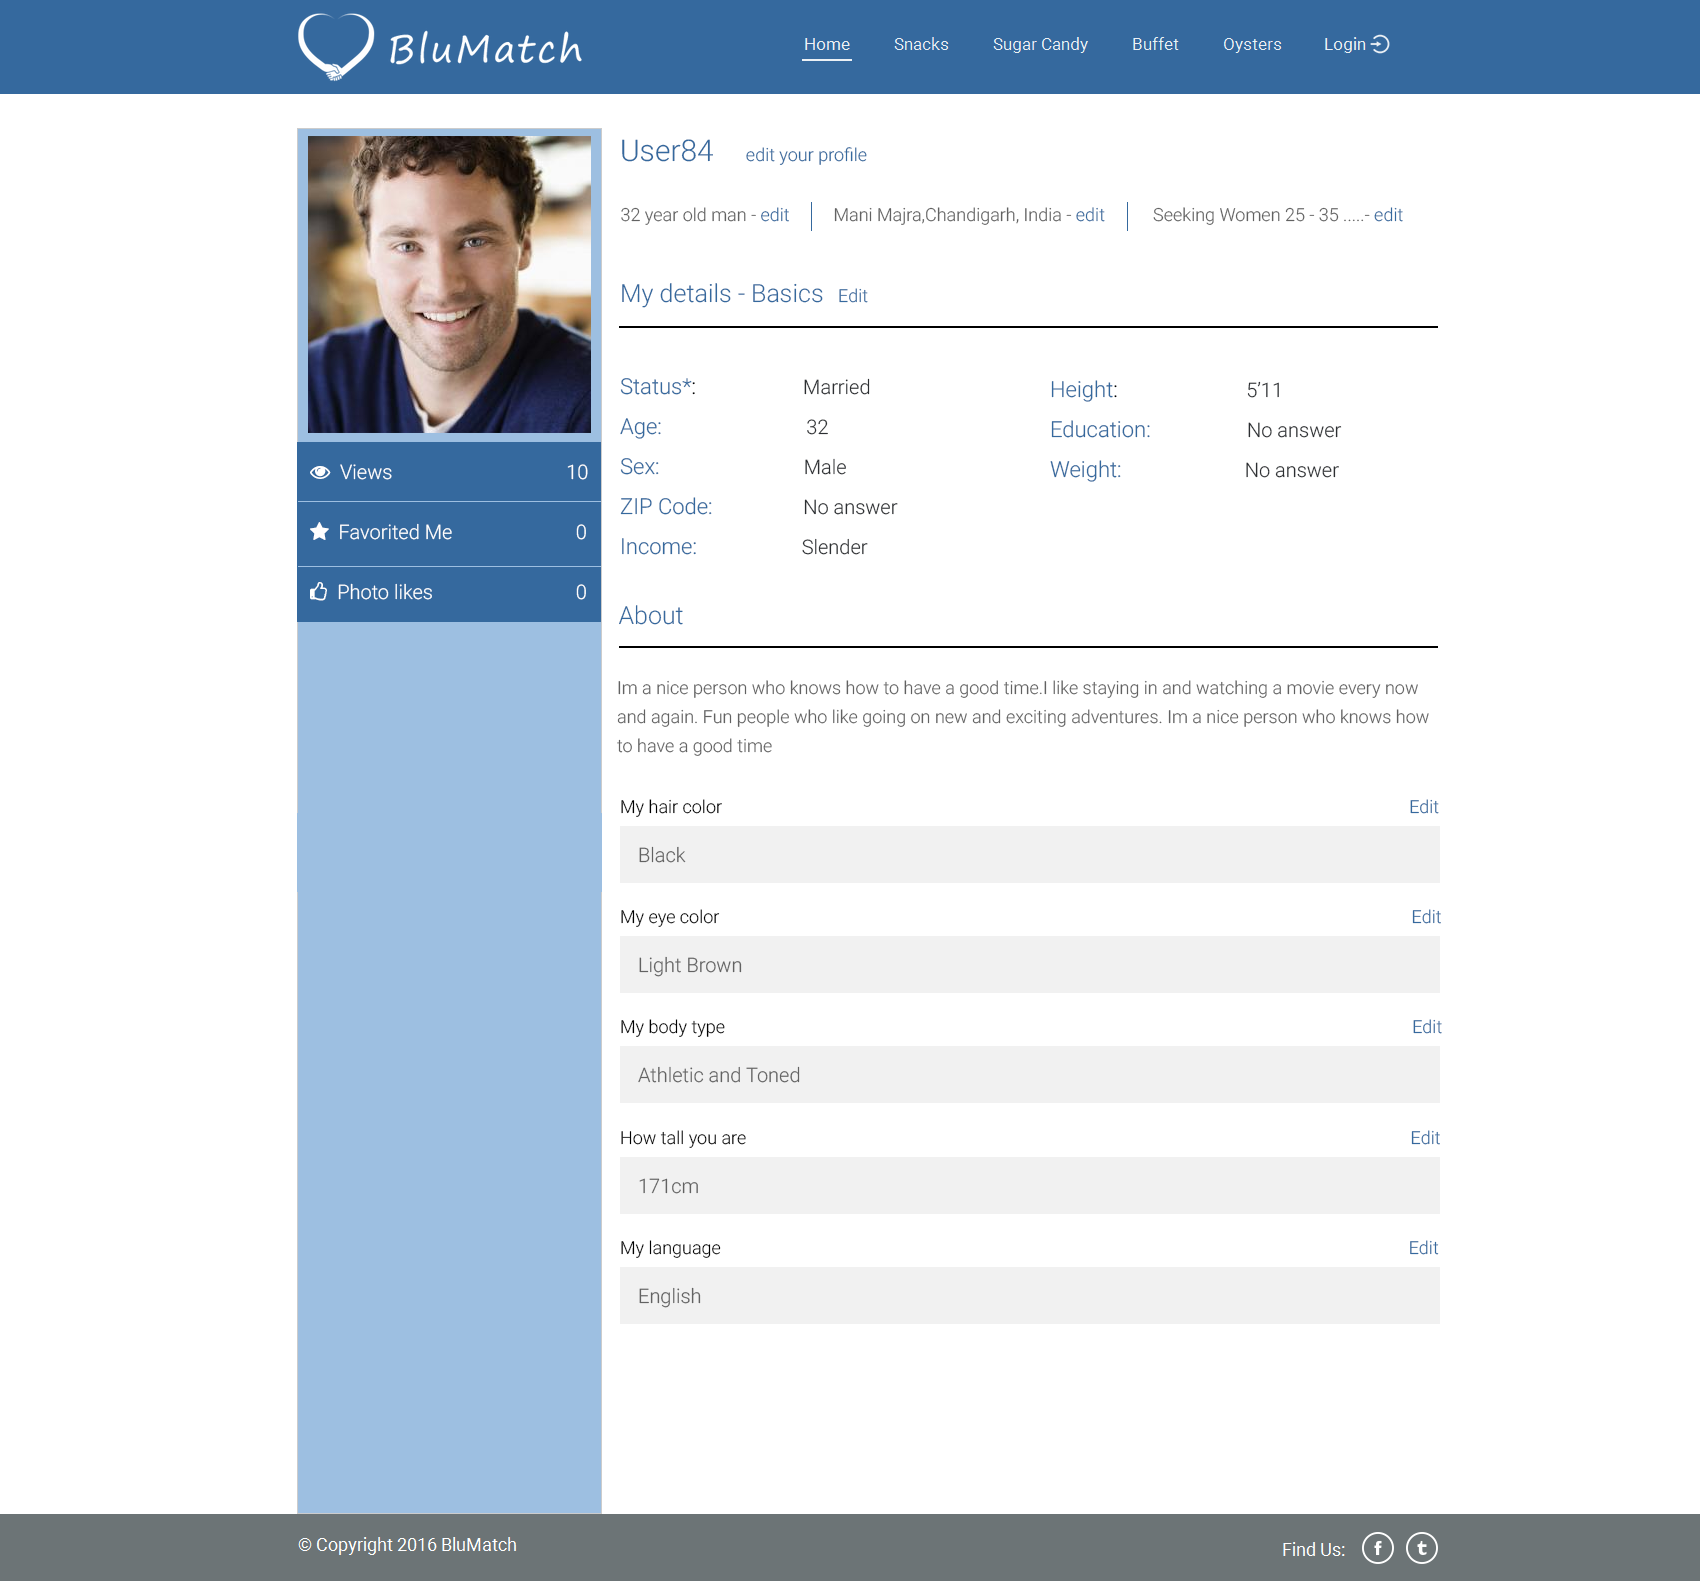 BluMatch
Home Snacks Sugar Candy Buffet Oysters Login
User84 edit your profile
32 year old man - edit Mani Majra,Chandigarh, India - edit Seeking Women 25 - 35 .....- edit
My details - Basics Edit
Status*: Married Height: 5'11
Age: 32 Education: No answer
Sex: Male Weight: No answer
ZIP Code: No answer
Income: Slender
Views 10
Favorited Me 0
Photo likes 0
About
Im a nice person who knows how to have a good time.I like staying in and watching a movie every now
and again. Fun people who like going on new and exciting adventures. Im a nice person who knows how
to have a good time
My hair color Edit
Black
My eye color Edit
Light Brown
My body type Edit
Athletic and Toned
How tall you are Edit
171cm
My language Edit
English
© Copyright 2016 BluMatch
Find Us: f t